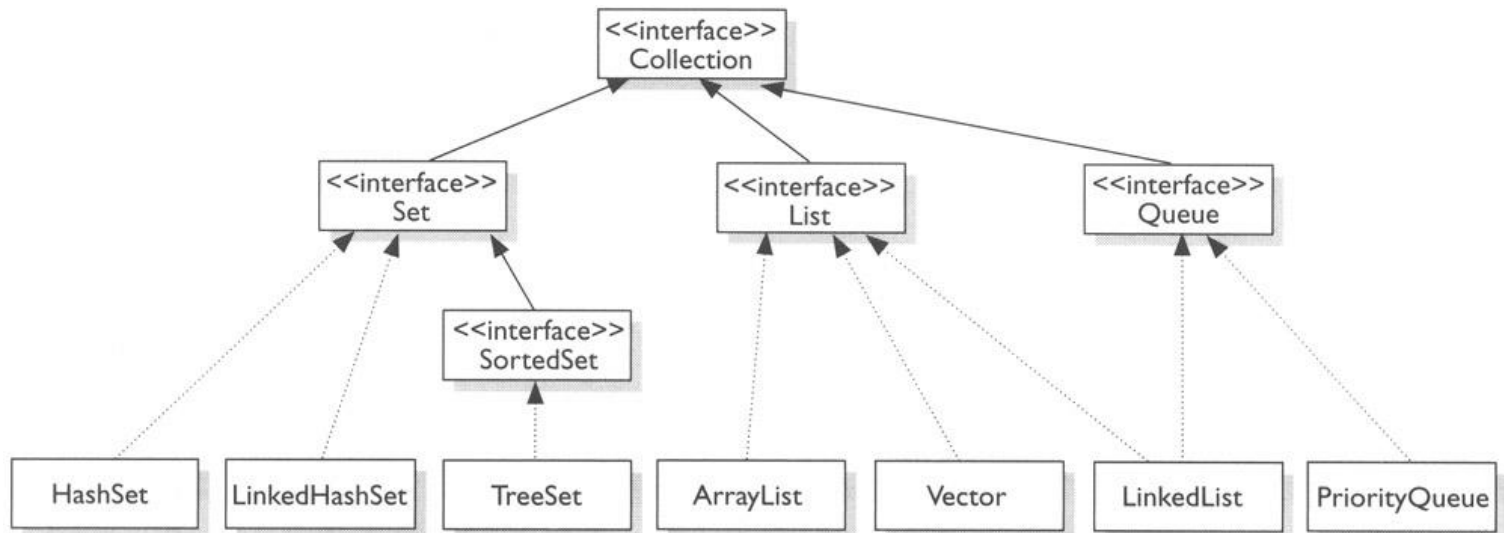 <<interface>>
Collection
<<interface>>
Set
<<interface>>
List
<<interface>>
Queue
<<interface>>
SortedSet
HashSet
LinkedHashSet
TreeSet
ArrayList
Vector
LinkedList
PriorityQueue